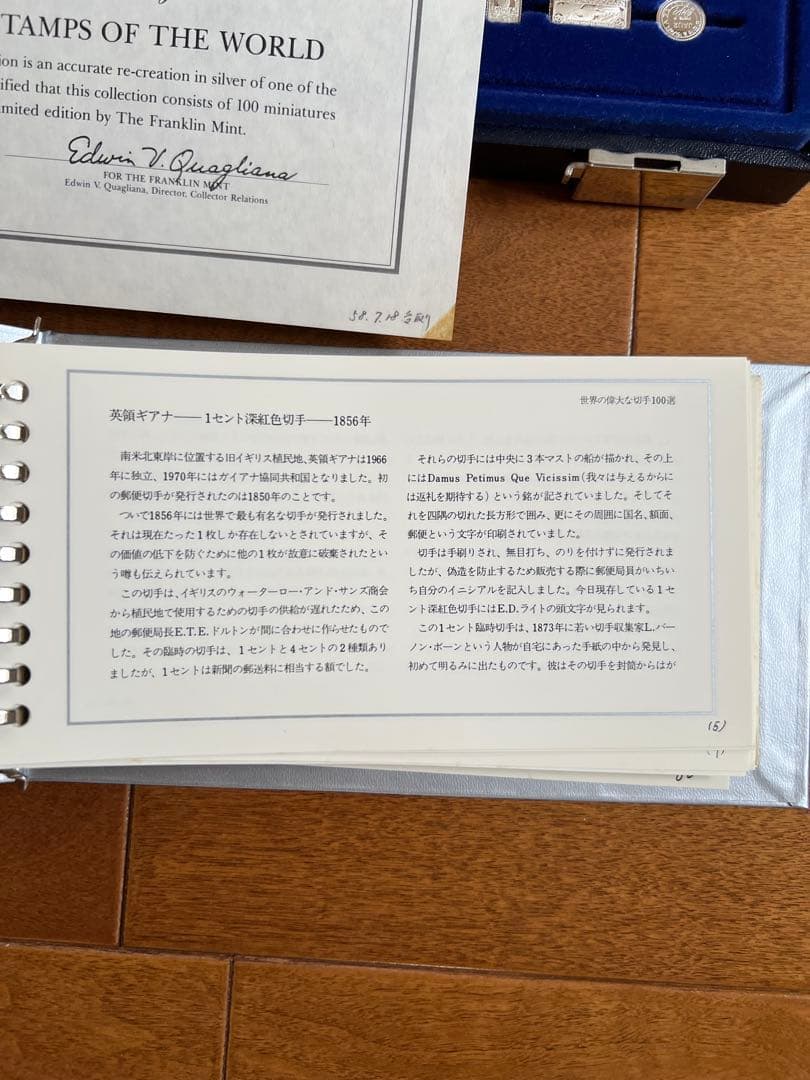 TAMPS OF THE WORLD
ion is an accurate re-creation in silver of one of the
ified that this collection consists of 100 miniatures
imited edition by The Franklin Mint.
Edwin V. Quagliana
FOR THE FRANKLIN MINT
Edwin V. Quagliana, Director, Collector Relations
58.7.18
世界の偉大な切手100選
英領ギアナ——1セント深紅色切手——1856年
南米北東岸に位置する旧イギリス植民地、英領ギアナは1966
年に独立、1970年にはガイアナ協同共和国となりました。初
の郵便切手が発行されたのは1850年のことです。
ついで1856年には世界で最も有名な切手が発行されました。
それは現在たった1枚しか存在しないとされていますが、そ
の価値の低下を防ぐために他の1枚が故意に破棄されたとい
う噂も伝えられています。
この切手は、イギリスのウォーターロー・アンド・サンズ商会
から植民地で使用するための切手の供給が遅れたため、この
地の郵便局長E.T.E.ドルトンが間に合わせに作らせたもので
した。その臨時の切手は、1セントと4セントの2種類あり
ましたが、1セントは新聞の郵送料に相当する額でした。
それらの切手には中央に3本マストの船が描かれ、その上
にはDamus Petimus Que Vicissim(我々は与えるからに
は返礼を期待する)という銘が記されていました。そしてそ
れを四隅の切れた長方形で囲み、更にその周囲に国名、額面、
郵便という文字が印刷されていました。
切手は手刷りされ、無目打ち、のりを付けずに発行されま
したが、偽造を防止するため販売する際に郵便局員がいちい
ち自分のイニシアルを記入しました。今日現存している1セ
ント深紅色切手にはE.D.ライトの頭文字が見られます。
この1セント臨時切手は、1873年に若い切手収集家L.バー
ノン・ボーンという人物が自宅にあった手紙の中から発見し、
初めて明るみに出たものです。彼はその切手を封筒からはが
(5)